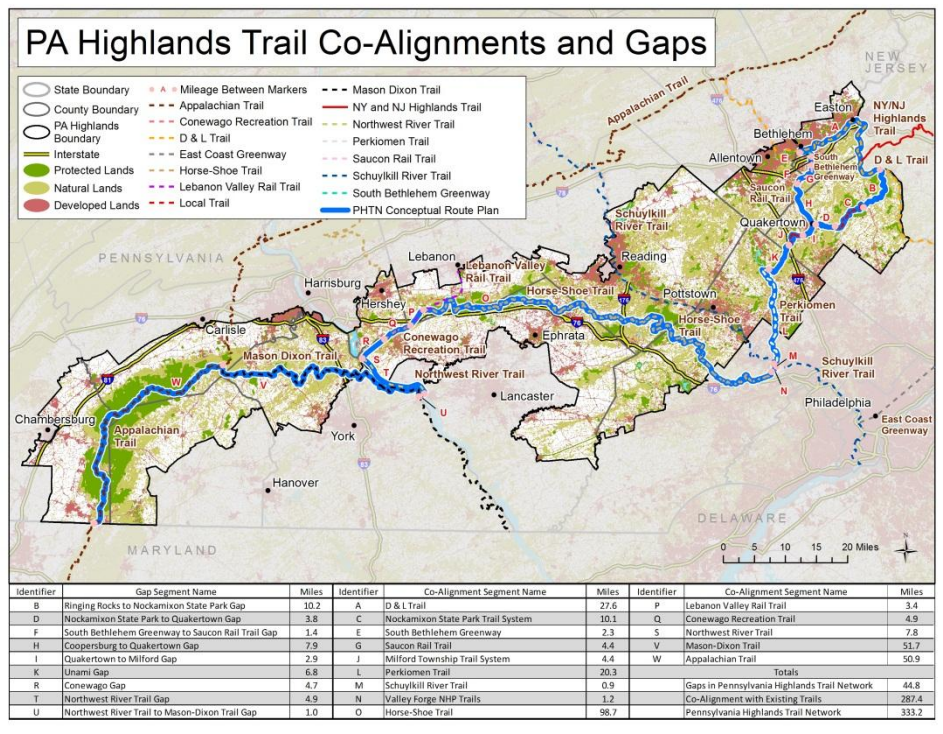 PA Highlands Trail Co-Alignments and Gaps
State Boundary
County Boundary
PA Highlands
Boundary
Interstate
Protected Lands
Natural Lands
Developed Lands
A Mileage Between Markers
Appalachian Trail
Conewago Recreation Trail
D & L Trail
East Coast Greenway
Horse-Shoe Trail
Lebanon Valley Rail Trail
Local Trail
Mason Dixon Trail
NY and NJ Highlands Trail
Northwest River Trail
Perkiomen Trail
Saucon Rail Trail
Schuylkill River Trail
South Bethlehem Greenway
PHTN Conceptual Route Plan
NEW
JERSEY
Appalachian Trail
476
78
Easton
NY/NJ
Highlands
Trail
Bethlehem
A
Allentown
E
F
G
South
Bethlehem
Greenway
D & L Trail
Saucon
Rail Trail
B
H
C
D
Quakertown
J
I
K
476
Schuylkill
River Trail
Reading
Perkiomen
Trail
L
Pottstown
Horse-Shoe
Trail
M
Schuylkill
River Trail
N
Philadelphia
East Coast
Greenway
PENNSYLVANIA
Lebanon
Lebanon Valley
Rail Trail
Harrisburg
Hershey
Horse-Shoe Trail
O
P
Q
176
76
76
Conewago
Recreation Trail
Ephrata
R
S
T
Northwest River Trail
Lancaster
U
Carlisle
76
83
81
Mason Dixon Trail
W
V
Chambersburg
Appalachian
Trail
York
83
Hanover
MARYLAND
DELAWARE
0 5 10 15 20 Miles
Identifier Gap Segment Name Miles Identifier Co-Alignment Segment Name Miles Identifier Co-Alignment Segment Name Miles
B Ringing Rocks to Nockamixon State Park Gap 10.2 A D & L Trail 27.6 P Lebanon Valley Rail Trail 3.4
D Nockamixon State Park to Quakertown Gap 3.8 C Nockamixon State Park Trail System 10.1 Q Conewago Recreation Trail 4.9
F South Bethlehem Greenway to Saucon Rail Trail Gap 1.4 E South Bethlehem Greenway 2.3 S Northwest River Trail 7.8
H Coopersburg to Quakertown Gap 7.9 G Saucon Rail Trail 4.4 V Mason-Dixon Trail 51.7
I Quakertown to Milford Gap 2.9 J Milford Township Trail System 4.4 W Appalachian Trail 50.9
K Unami Gap 6.8 L Perkiomen Trail 20.3 Totals
R Conewago Gap 4.7 M Schuylkill River Trail 0.9 Gaps in Pennsylvania Highlands Trail Network 44.8
T Northwest River Trail Gap 4.9 N Valley Forge NHP Trails 1.2 Co-Alignment with Existing Trails 287.4
U Northwest River Trail to Mason-Dixon Trail Gap 1.0 O Horse-Shoe Trail 98.7 Pennsylvania Highlands Trail Network 333.2